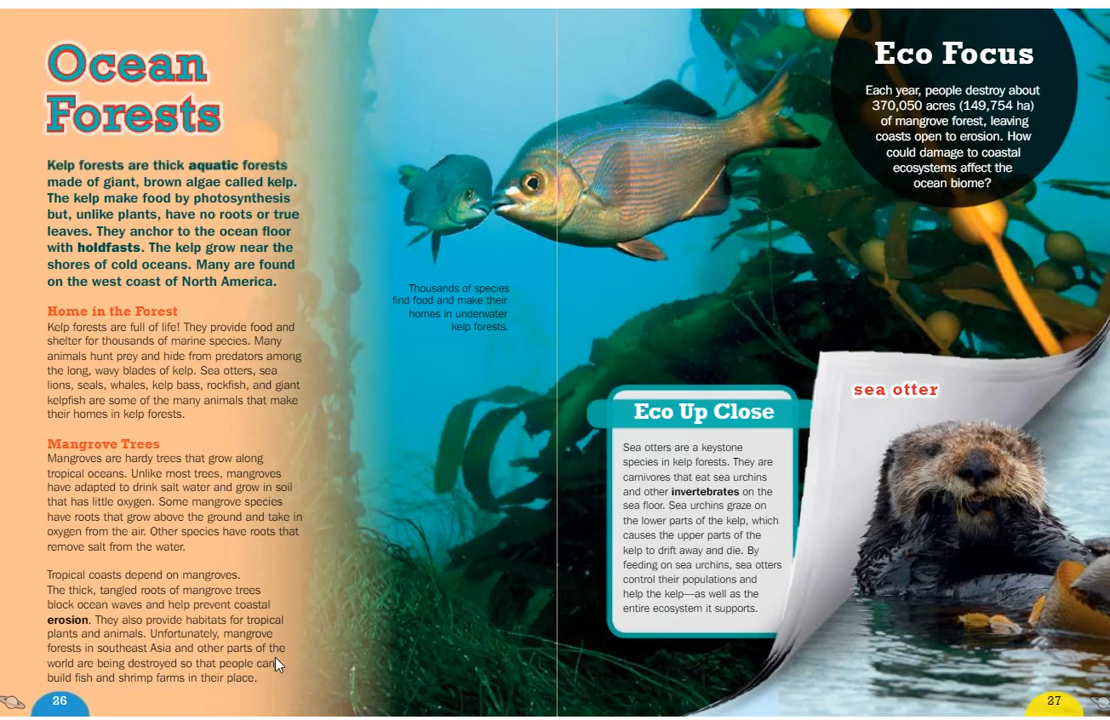 Ocean
Forests
Kelp forests are thick aquatic forests
made of giant, brown algae called kelp.
The kelp make food by photosynthesis
but, unlike plants, have no roots or true
leaves. They anchor to the ocean floor
with holdfasts. The kelp grow near the
shores of cold oceans. Many are found
on the west coast of North America.
Home in the Forest
Kelp forests are full of life! They provide food and
shelter for thousands of marine species. Many
animals hunt prey and hide from predators among
the long, wavy blades of kelp. Sea otters, sea
lions, seals, whales, kelp bass, rockfish, and giant
kelpfish are some of the many animals that make
their homes in kelp forests.
Mangrove Trees
Mangroves are hardy trees that grow along
tropical oceans. Unlike most trees, mangroves
have adapted to drink salt water and grow in soil
that has little oxygen. Some mangrove species
have roots that grow above the ground and take in
oxygen from the air. Other species have roots that
remove salt from the water.
Tropical coasts depend on mangroves.
The thick, tangled roots of mangrove trees
block ocean waves and help prevent coastal
erosion. They also provide habitats for tropical
plants and animals. Unfortunately, mangrove
forests in southeast Asia and other parts of the
world are being destroyed so that people can
build fish and shrimp farms in their place.
26
Thousands of species
find food and make their
homes in underwater
kelp forests.
Eco Focus
Each year, people destroy about
370,050 acres (149,754 ha)
of mangrove forest, leaving
coasts open to erosion. How
could damage to coastal
ecosystems affect the
ocean biome?
Eco Up Close
Sea otters are a keystone
species in kelp forests. They are
carnivores that eat sea urchins
and other invertebrates on the
sea floor. Sea urchins graze on
the lower parts of the kelp, which
causes the upper parts of the
kelp to drift away and die. By
feeding on sea urchins, sea otters
control their populations and
help the kelp—as well as the
entire ecosystem it supports.
sea otter
27